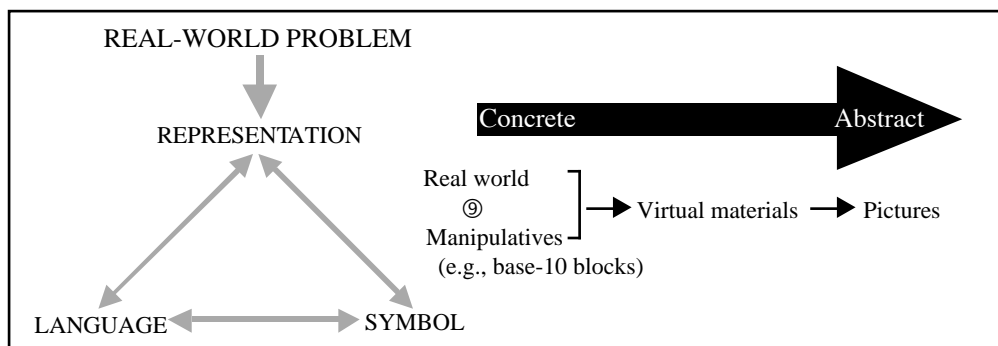 REAL-WORLD PROBLEM
REPRESENTATION
LANGUAGE
SYMBOL
Concrete
Abstract
Real world
⑨
Manipulatives
(e.g., base-10 blocks)
Virtual materials
Pictures